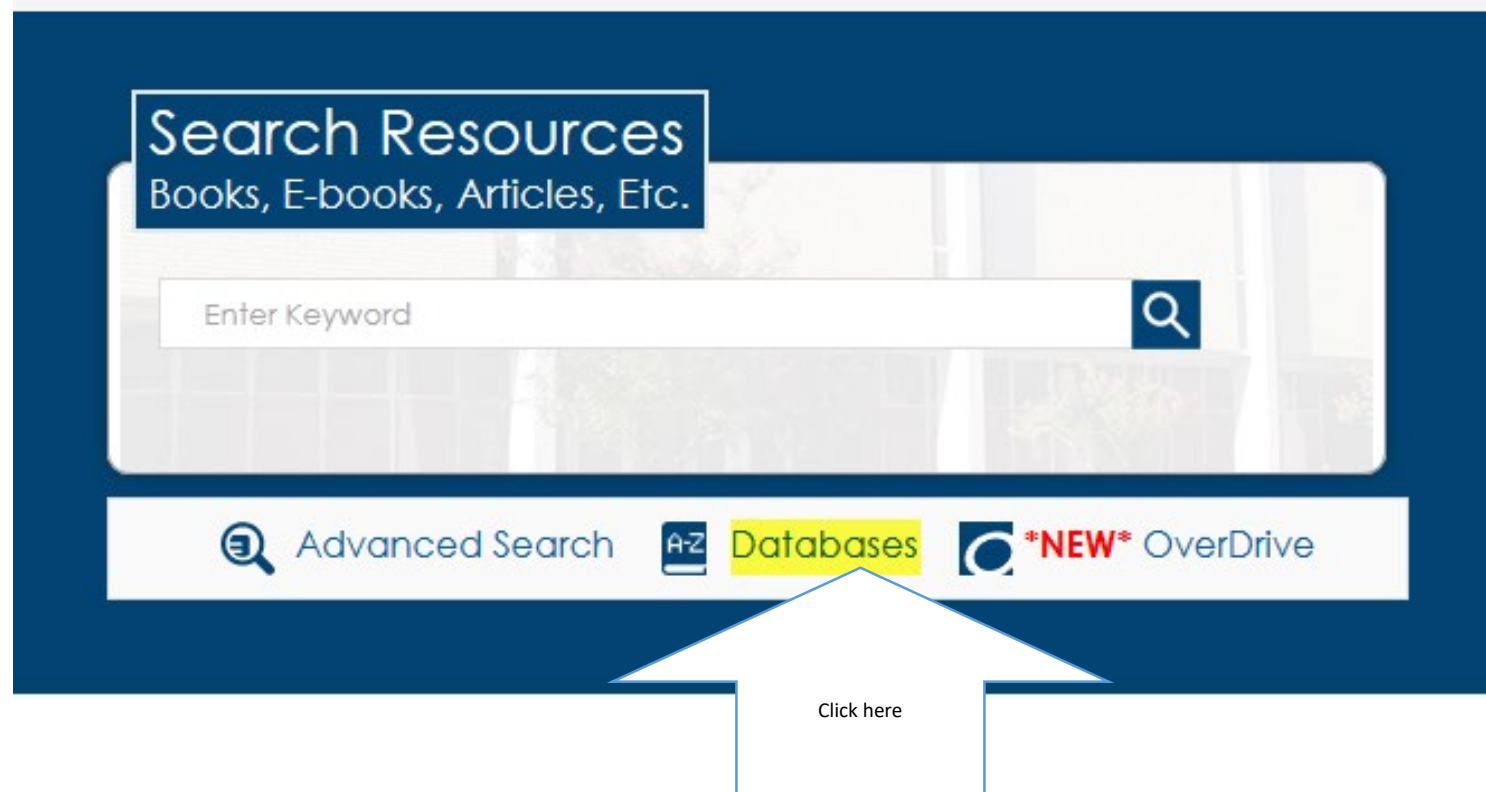 Search Resources
Books, E-books, Articles, Etc.
Enter Keyword
Advanced Search A-Z Databases *NEW* OverDrive
Click here